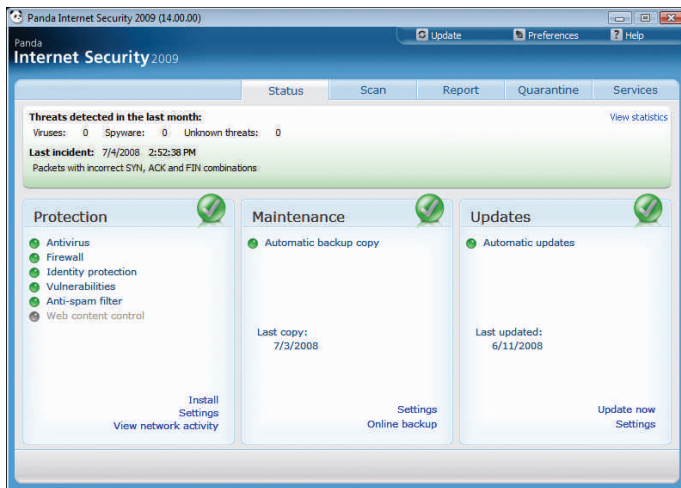 Panda Internet Security 2009 (14.00.00)
Update Preferences ? Help
Panda
Internet Security 2009
Status Scan Report Quarantine Services
Threats detected in the last month: View statistics
Viruses: 0 Spyware: 0 Unknown threats: 0
Last incident: 7/4/2008 2:52:38 PM
Packets with incorrect SYN, ACK and FIN combinations
Protection
Antivirus
Firewall
Identity protection
Vulnerabilities
Anti-spam filter
Web content control
Install
Settings
View network activity
Maintenance
Automatic backup copy
Last copy:
7/3/2008
Settings
Online backup
Updates
Automatic updates
Last updated:
6/11/2008
Update now
Settings